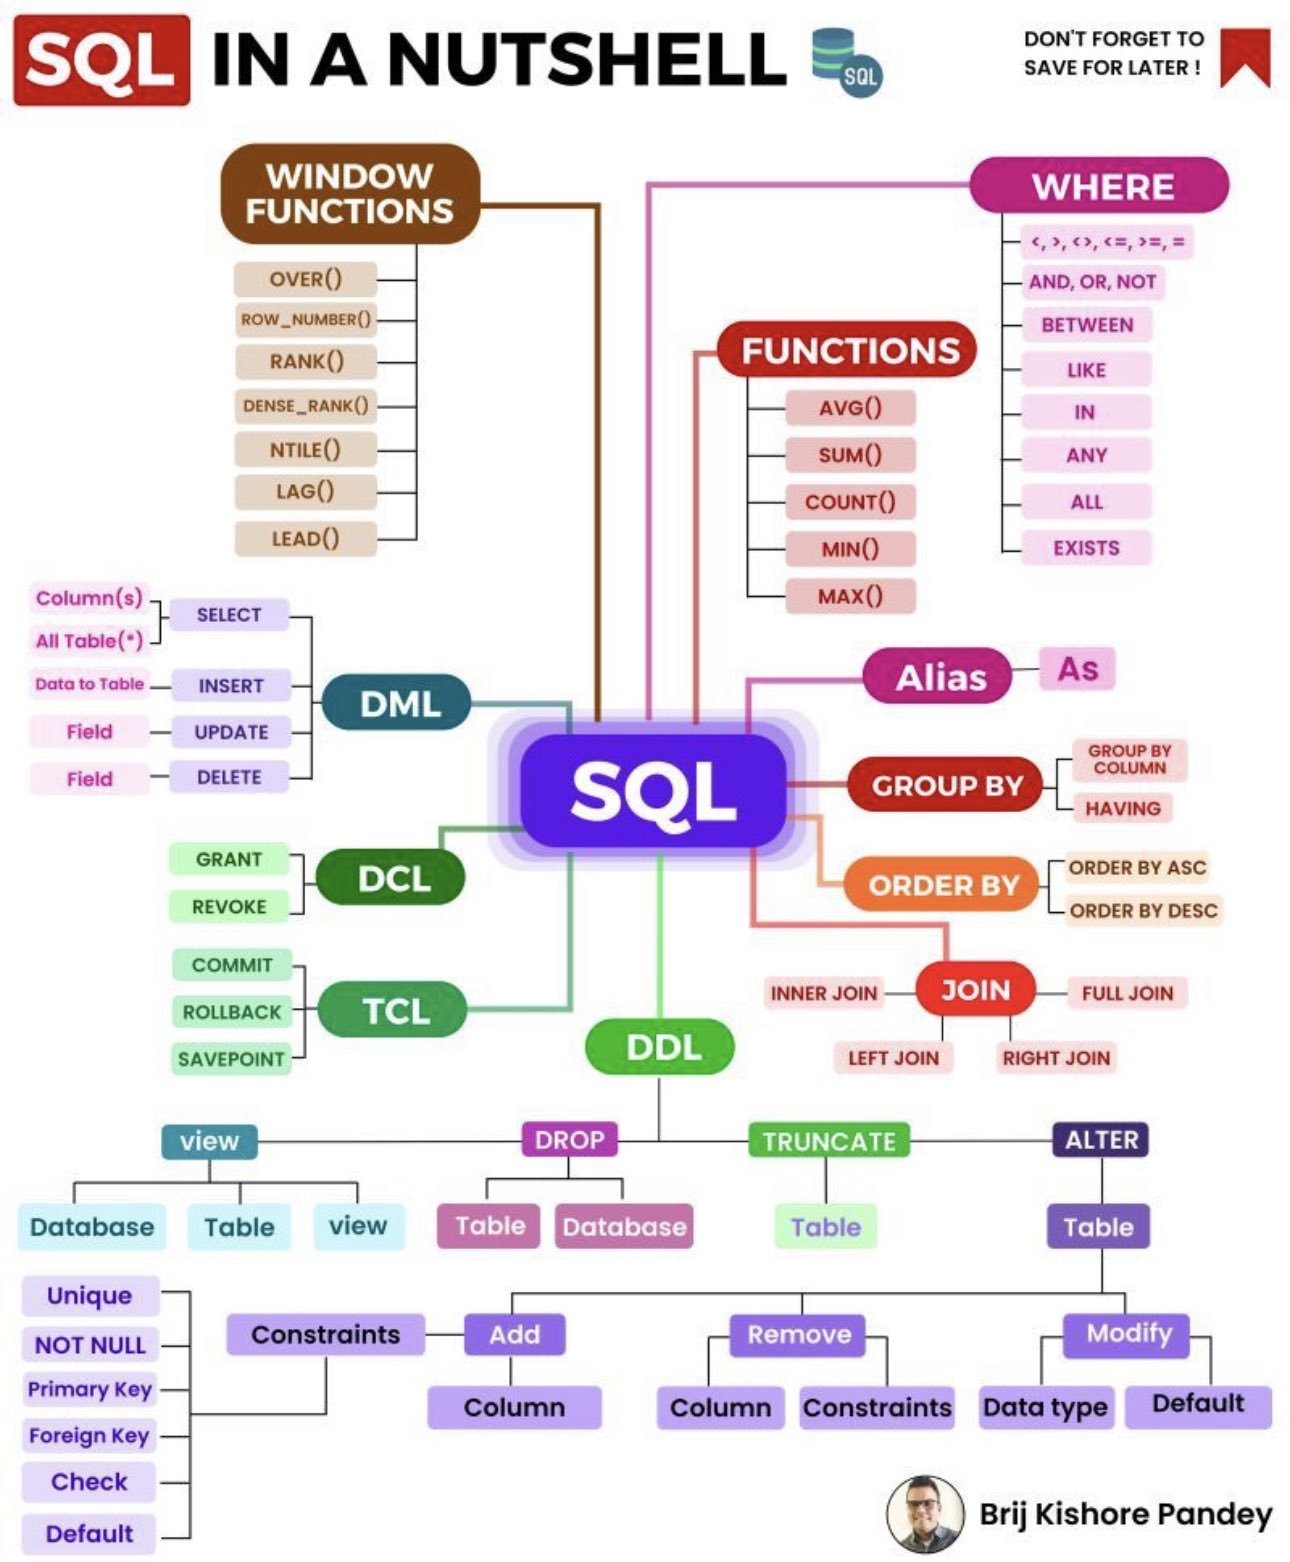 SQL IN A NUTSHELL
SQL
DON'T FORGET TO
SAVE FOR LATER !
WINDOW
FUNCTIONS
OVER()
ROW_NUMBER()
RANK()
DENSE_RANK()
NTILE()
LAG()
LEAD()
WHERE
<, >, <>, <=, >=, =
AND, OR, NOT
BETWEEN
LIKE
IN
ANY
ALL
EXISTS
FUNCTIONS
AVG()
SUM()
COUNT()
MIN()
MAX()
Column(s)
All Table(*)
SELECT
Data to Table
INSERT
Field
UPDATE
Field
DELETE
DML
Alias
As
SQL
GROUP BY
GROUP BY
COLUMN
HAVING
GRANT
REVOKE
DCL
ORDER BY
ORDER BY ASC
ORDER BY DESC
COMMIT
ROLLBACK
SAVEPOINT
TCL
INNER JOIN
JOIN
FULL JOIN
LEFT JOIN
RIGHT JOIN
DDL
view
DROP
TRUNCATE
ALTER
Database
Table
view
Table
Database
Table
Table
Unique
NOT NULL
Primary Key
Foreign Key
Check
Default
Constraints
Add
Column
Remove
Column
Constraints
Modify
Data type
Default
Brij Kishore Pandey